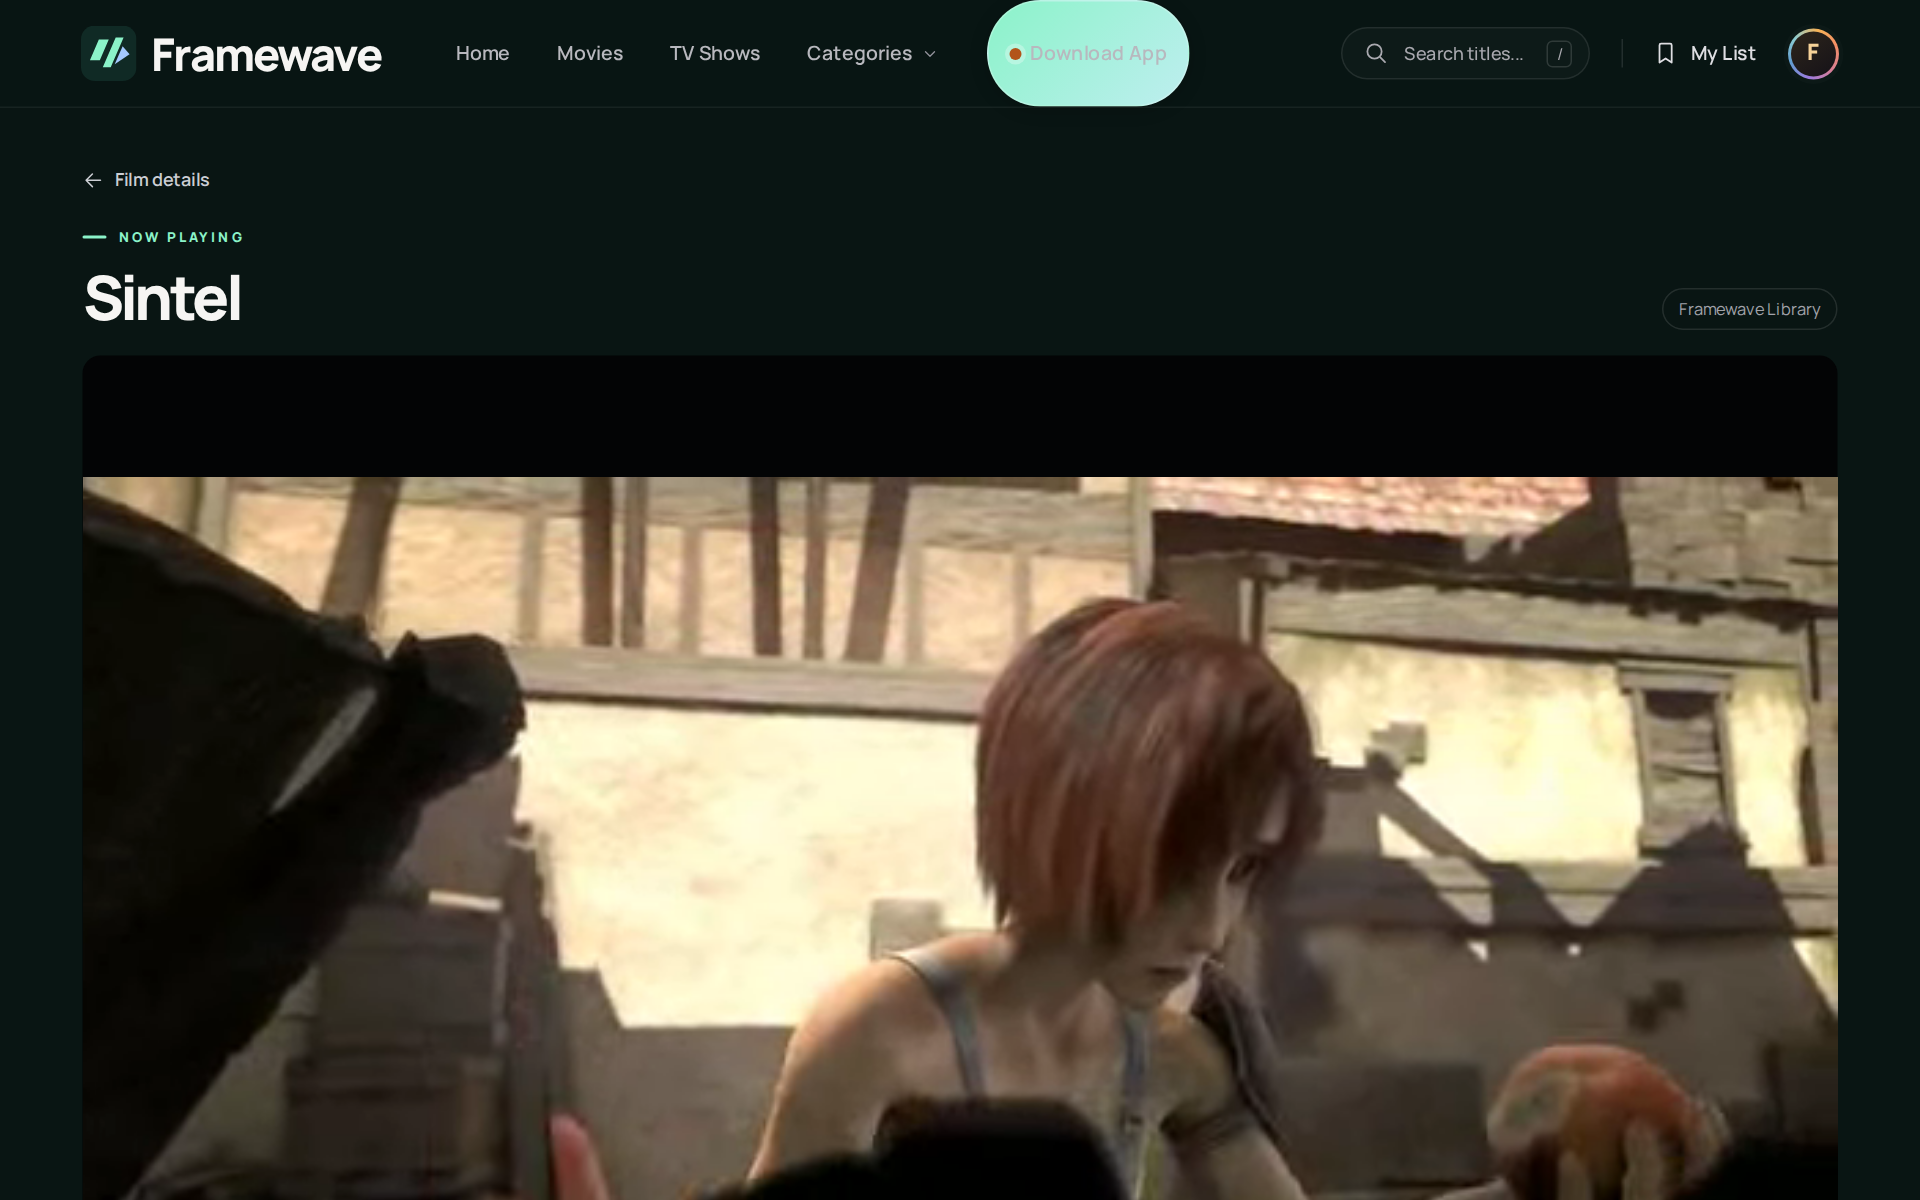 Framewave
Home
Movies
TV Shows
Categories
Download App
Search titles...
/
My List
F
Film details
NOW PLAYING
Sintel
Framewave Library